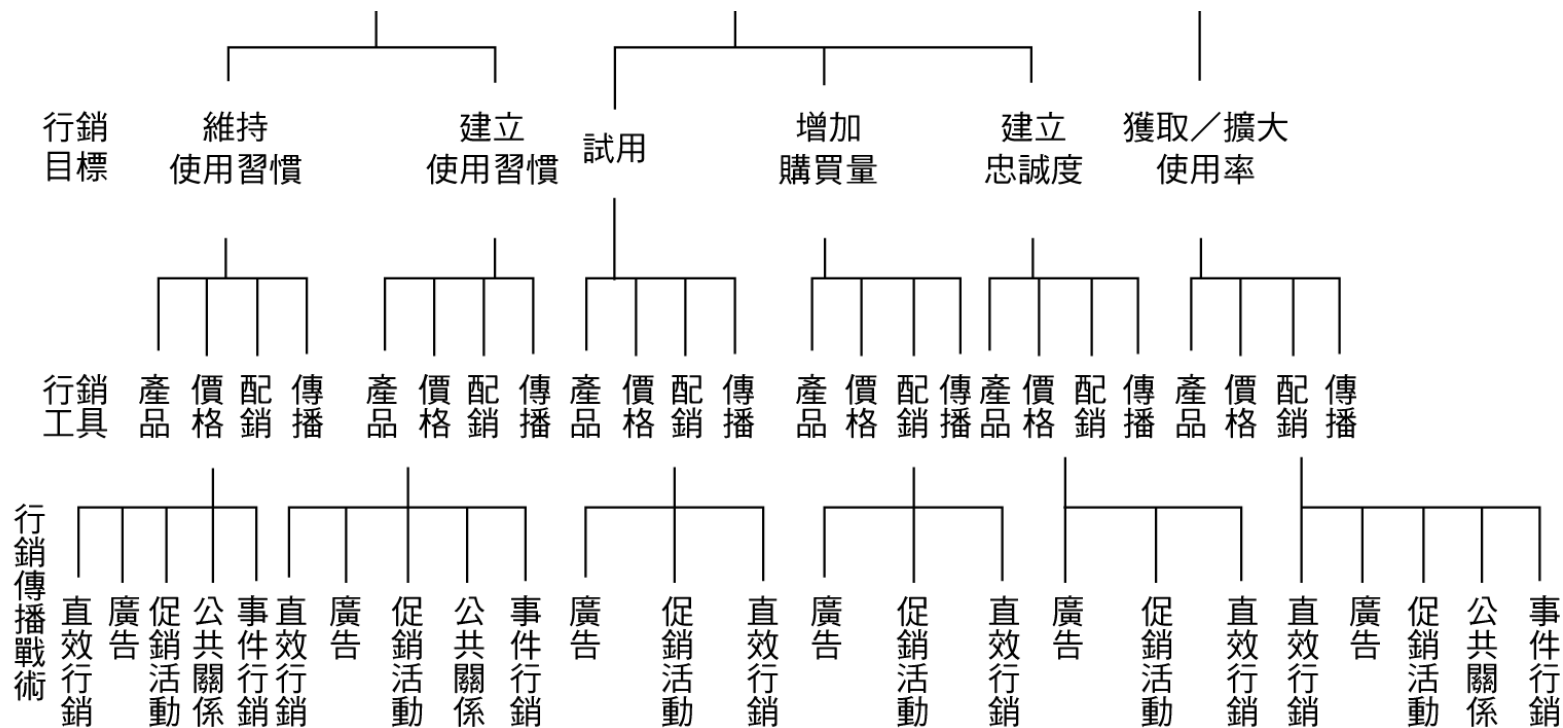 行銷
目標
維持
使用習慣
建立
使用習慣
試用
增加
購買量
建立
忠誠度
獲取／擴大
使用率
行銷
工具
產品
價格
配銷
傳播
產品
價格
配銷
傳播
產品
價格
配銷
傳播
產品
價格
配銷
傳播
產品
價格
配銷
傳播
產品
價格
配銷
傳播
行銷傳播戰術
直效行銷
廣告
促銷活動
公共關係
事件行銷
直效行銷
廣告
促銷活動
公共關係
事件行銷
廣告
促銷活動
直效行銷
廣告
促銷活動
直效行銷
廣告
促銷活動
直效行銷
直效行銷
廣告
促銷活動
公共關係
事件行銷